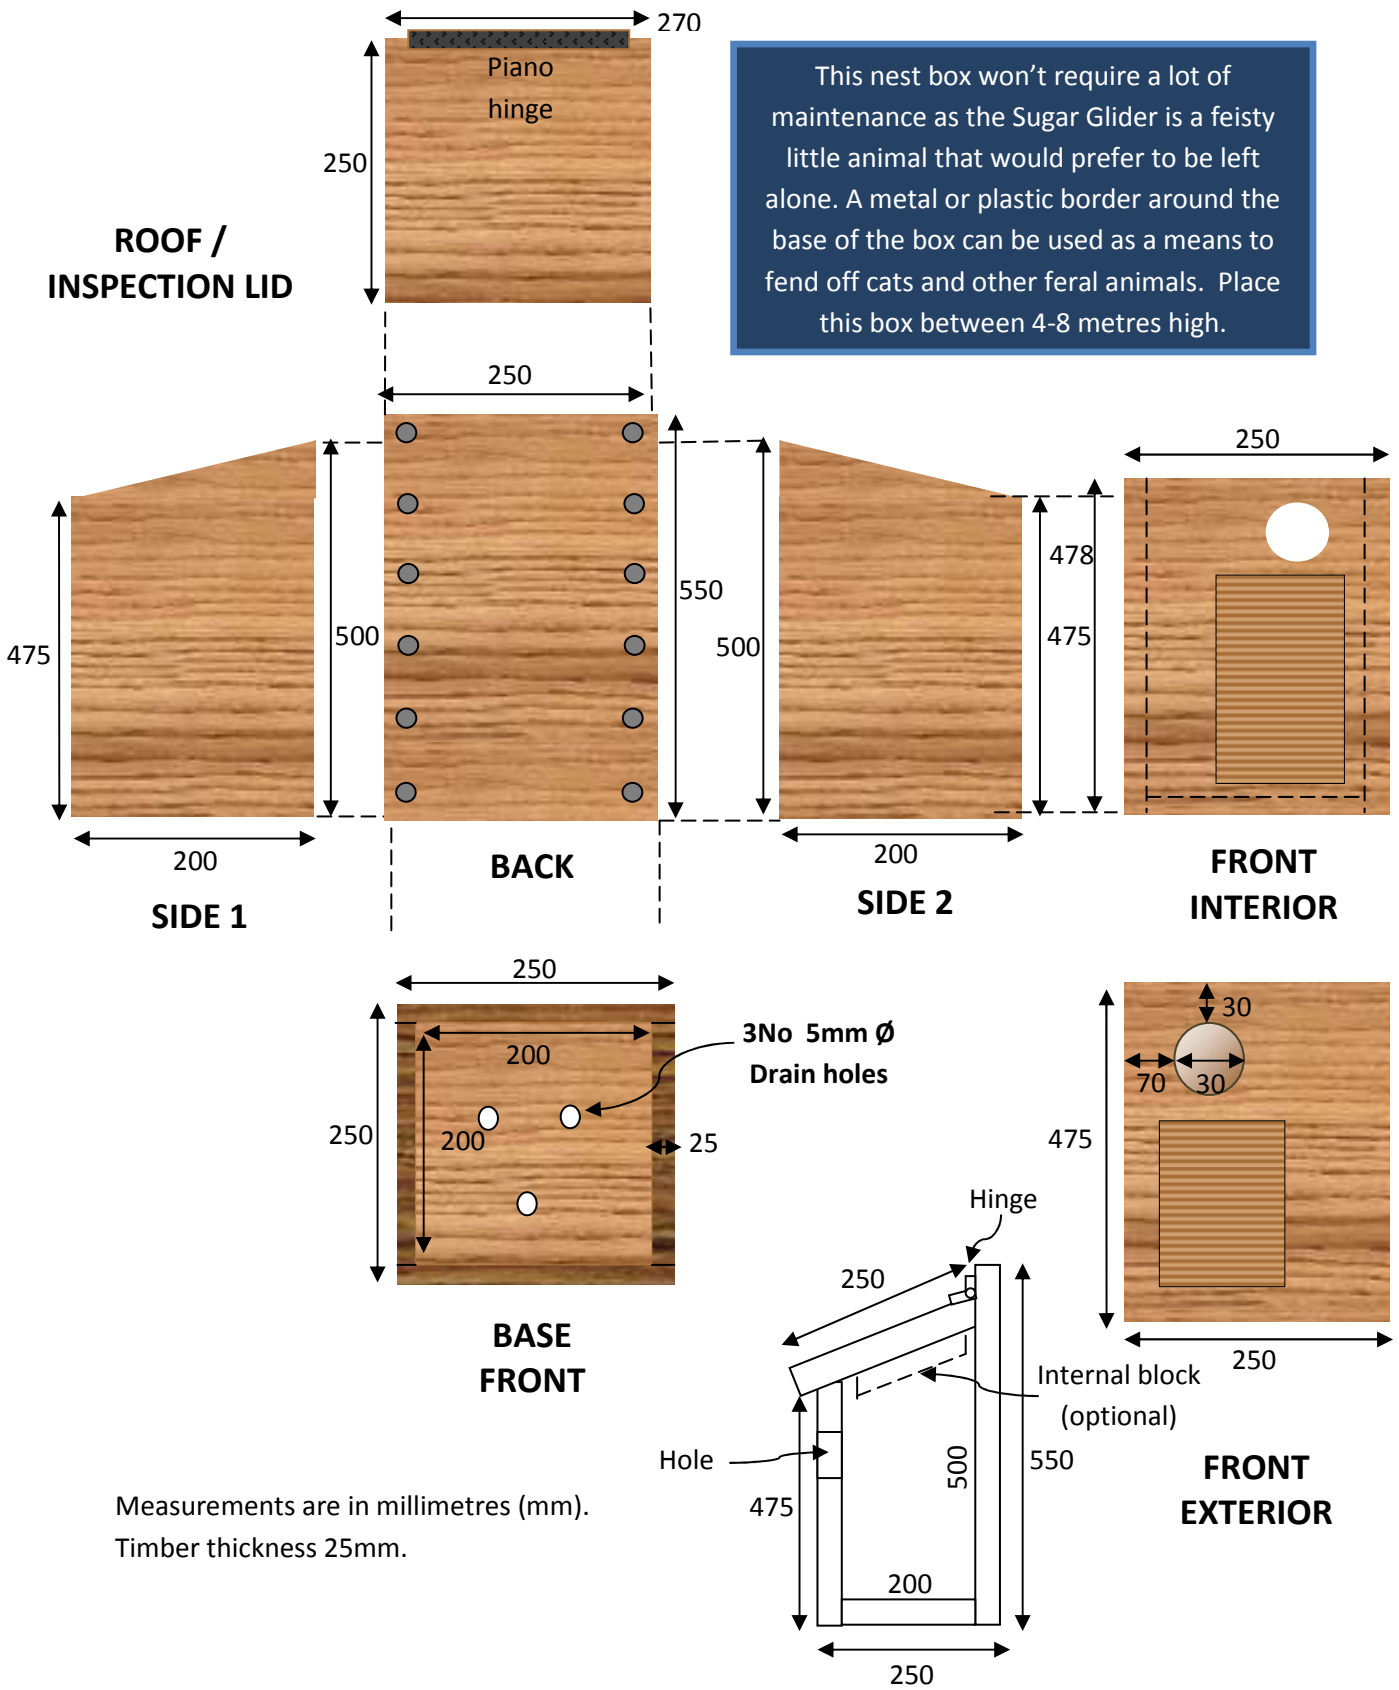 270
Piano
hinge
250
ROOF /
INSPECTION LID
This nest box won’t require a lot of
maintenance as the Sugar Glider is a feisty
little animal that would prefer to be left
alone. A metal or plastic border around the
base of the box can be used as a means to
fend off cats and other feral animals.  Place
this box between 4-8 metres high.
250
475
500
550
500
200
SIDE 1
BACK
200
SIDE 2
250
478
475
FRONT
INTERIOR
250
200
250
200
25
3No  5mm Ø
Drain holes
BASE
FRONT
30
70
30
475
250
FRONT
EXTERIOR
Hinge
250
Internal block
(optional)
Hole
475
500
550
200
250
Measurements are in millimetres (mm).
Timber thickness 25mm.